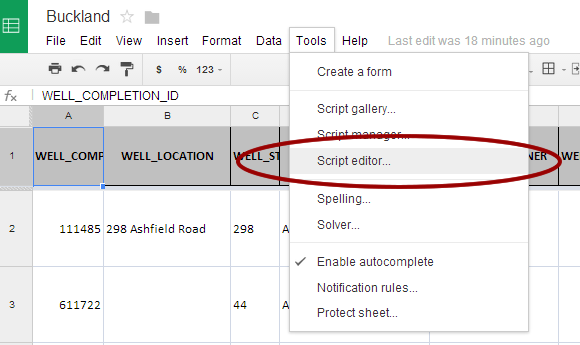 Buckland
File Edit View Insert Format Data Tools Help Last edit was 18 minutes ago
$ % 123
Create a form
fx WELL_COMPLETION_ID
Script gallery...
A B C
Script manager...
1 WELL_COMP WELL_LOCATION WELL_ST NER WE
Script editor...
Spelling...
2 111485 298 Ashfield Road 298 A
Solver...
Enable autocomplete
Notification rules...
3 611722 44 A
Protect sheet...